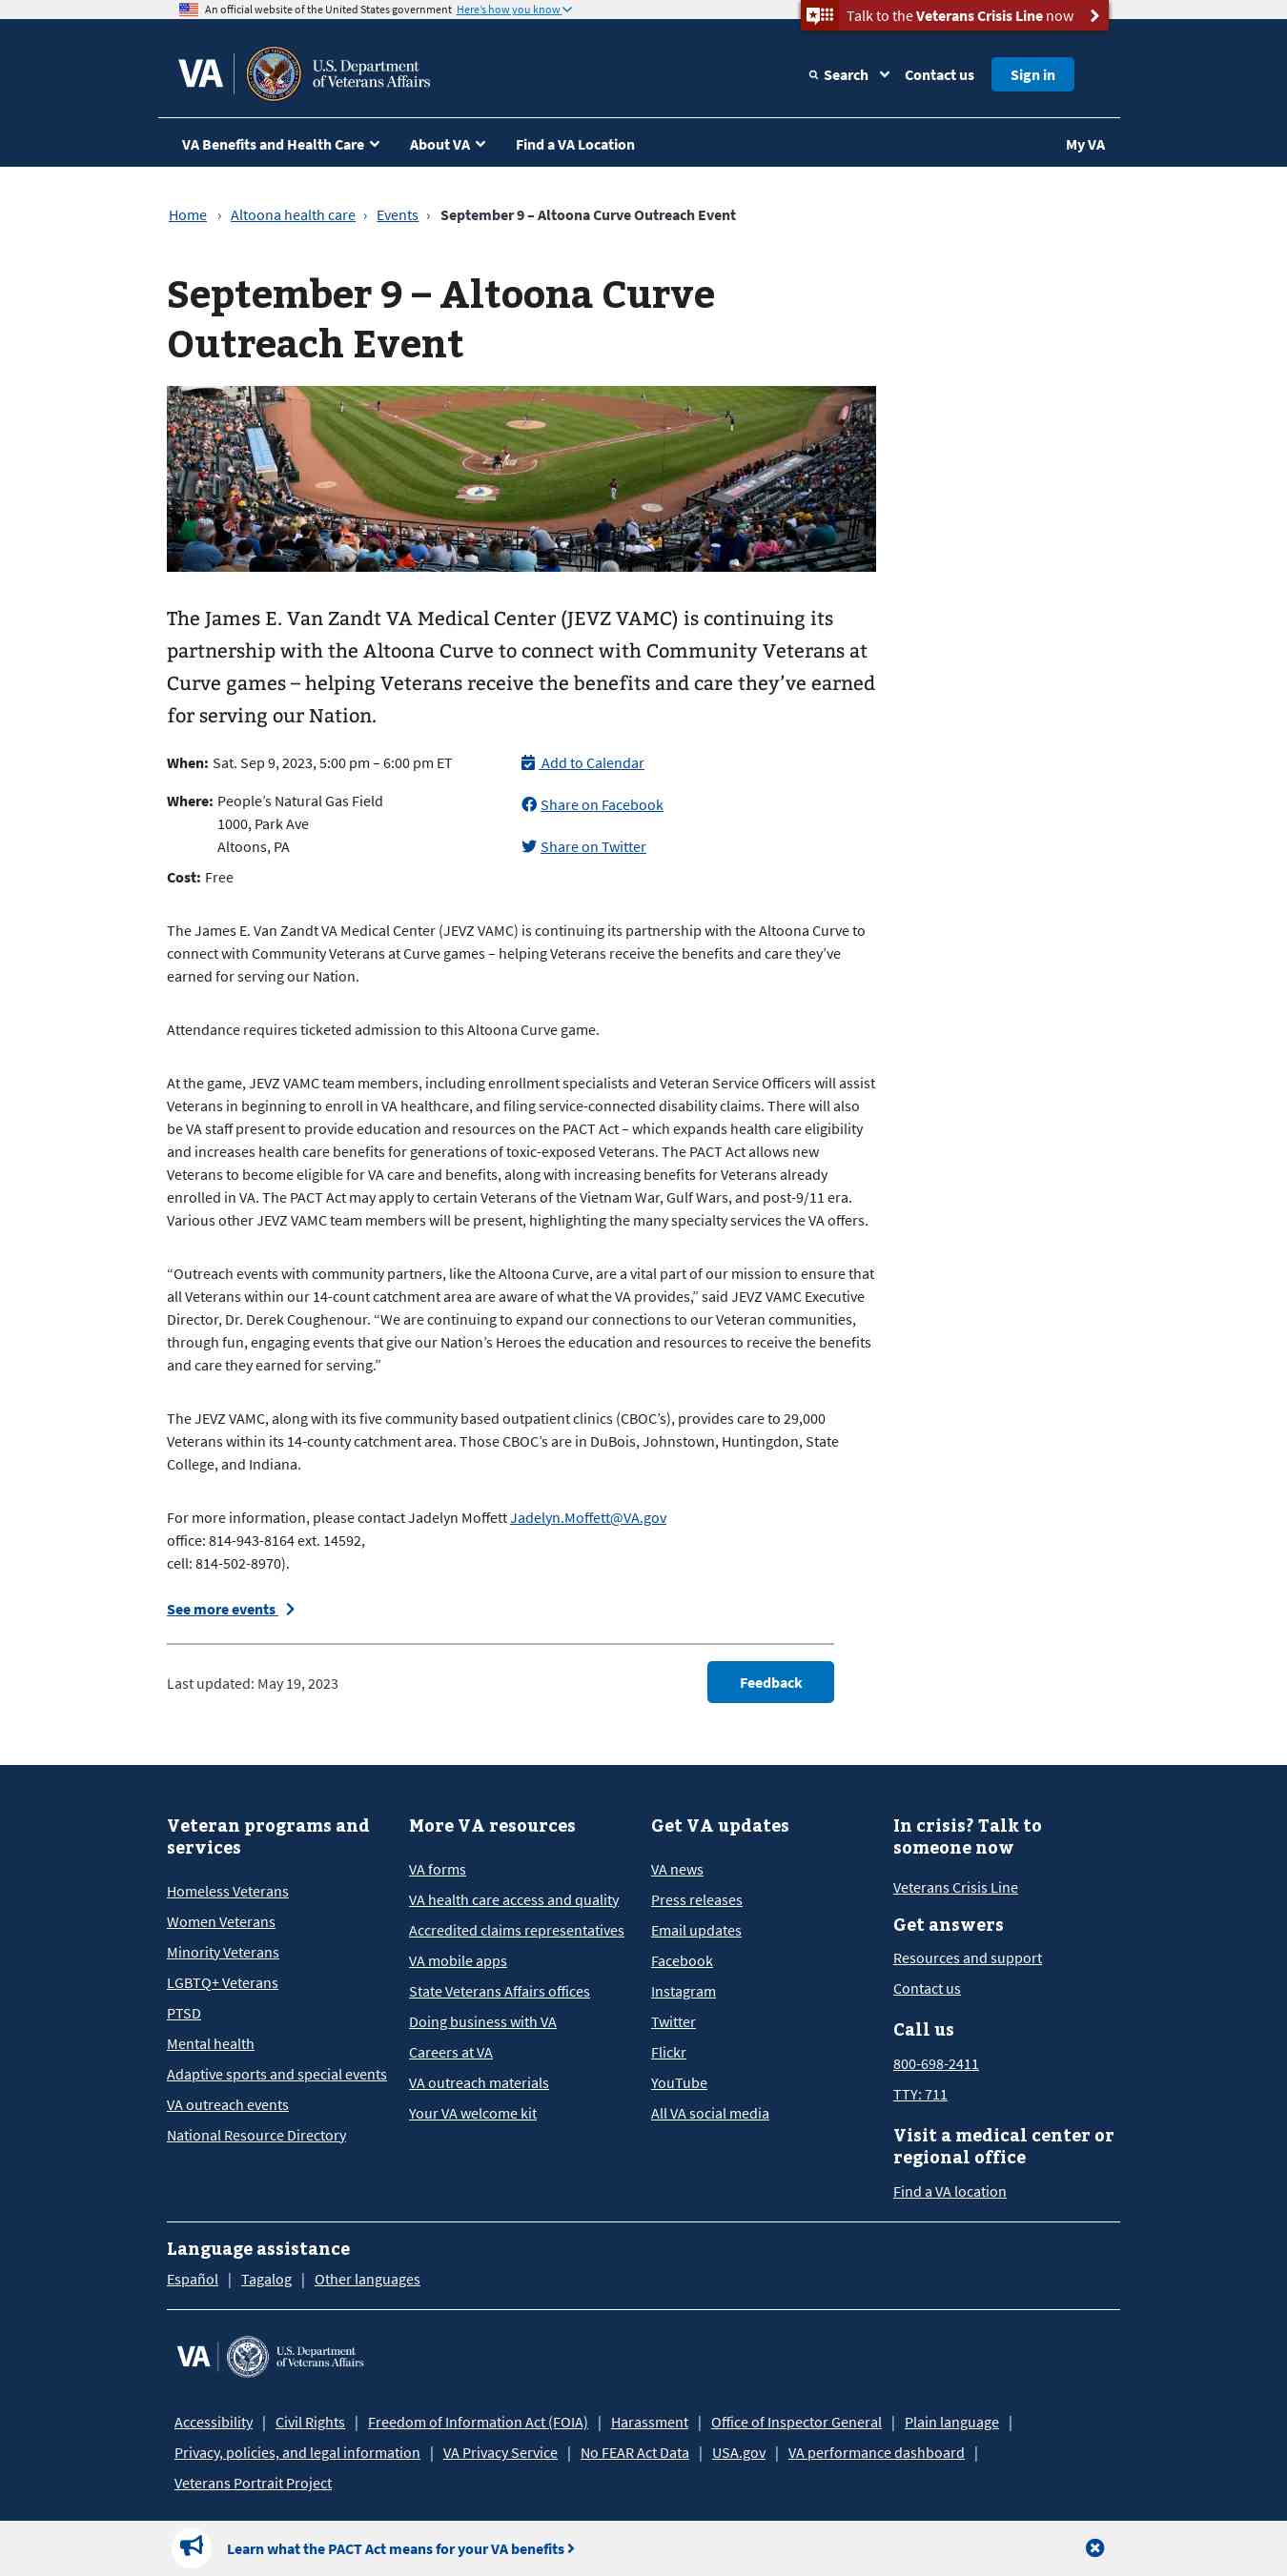 An official website of the United States government Here's how you know
Talk to the Veterans Crisis Line now
VA U.S. Department
of Veterans Affairs
Search Contact us Sign in
VA Benefits and Health Care About VA Find a VA Location My VA
Home › Altoona health care › Events › September 9 – Altoona Curve Outreach Event
September 9 – Altoona Curve
Outreach Event
The James E. Van Zandt VA Medical Center (JEVZ VAMC) is continuing its
partnership with the Altoona Curve to connect with Community Veterans at
Curve games – helping Veterans receive the benefits and care they’ve earned
for serving our Nation.
When: Sat. Sep 9, 2023, 5:00 pm – 6:00 pm ET
Where: People’s Natural Gas Field
1000, Park Ave
Altoons, PA
Cost: Free
Add to Calendar
Share on Facebook
Share on Twitter
The James E. Van Zandt VA Medical Center (JEVZ VAMC) is continuing its partnership with the Altoona Curve to
connect with Community Veterans at Curve games – helping Veterans receive the benefits and care they’ve
earned for serving our Nation.
Attendance requires ticketed admission to this Altoona Curve game.
At the game, JEVZ VAMC team members, including enrollment specialists and Veteran Service Officers will assist
Veterans in beginning to enroll in VA healthcare, and filing service-connected disability claims. There will also
be VA staff present to provide education and resources on the PACT Act – which expands health care eligibility
and increases health care benefits for generations of toxic-exposed Veterans. The PACT Act allows new
Veterans to become eligible for VA care and benefits, along with increasing benefits for Veterans already
enrolled in VA. The PACT Act may apply to certain Veterans of the Vietnam War, Gulf Wars, and post-9/11 era.
Various other JEVZ VAMC team members will be present, highlighting the many specialty services the VA offers.
“Outreach events with community partners, like the Altoona Curve, are a vital part of our mission to ensure that
all Veterans within our 14-count catchment area are aware of what the VA provides,” said JEVZ VAMC Executive
Director, Dr. Derek Coughenour. “We are continuing to expand our connections to our Veteran communities,
through fun, engaging events that give our Nation’s Heroes the education and resources to receive the benefits
and care they earned for serving.”
The JEVZ VAMC, along with its five community based outpatient clinics (CBOC’s), provides care to 29,000
Veterans within its 14-county catchment area. Those CBOC’s are in DuBois, Johnstown, Huntingdon, State
College, and Indiana.
For more information, please contact Jadelyn Moffett Jadelyn.Moffett@VA.gov
office: 814-943-8164 ext. 14592,
cell: 814-502-8970).
See more events
Last updated: May 19, 2023 Feedback
Veteran programs and
services
Homeless Veterans
Women Veterans
Minority Veterans
LGBTQ+ Veterans
PTSD
Mental health
Adaptive sports and special events
VA outreach events
National Resource Directory
More VA resources
VA forms
VA health care access and quality
Accredited claims representatives
VA mobile apps
State Veterans Affairs offices
Doing business with VA
Careers at VA
VA outreach materials
Your VA welcome kit
Get VA updates
VA news
Press releases
Email updates
Facebook
Instagram
Twitter
Flickr
YouTube
All VA social media
In crisis? Talk to
someone now
Veterans Crisis Line
Get answers
Resources and support
Contact us
Call us
800-698-2411
TTY: 711
Visit a medical center or
regional office
Find a VA location
Language assistance
Español | Tagalog | Other languages
VA U.S. Department
of Veterans Affairs
Accessibility | Civil Rights | Freedom of Information Act (FOIA) | Harassment | Office of Inspector General | Plain language |
Privacy, policies, and legal information | VA Privacy Service | No FEAR Act Data | USA.gov | VA performance dashboard |
Veterans Portrait Project
Learn what the PACT Act means for your VA benefits